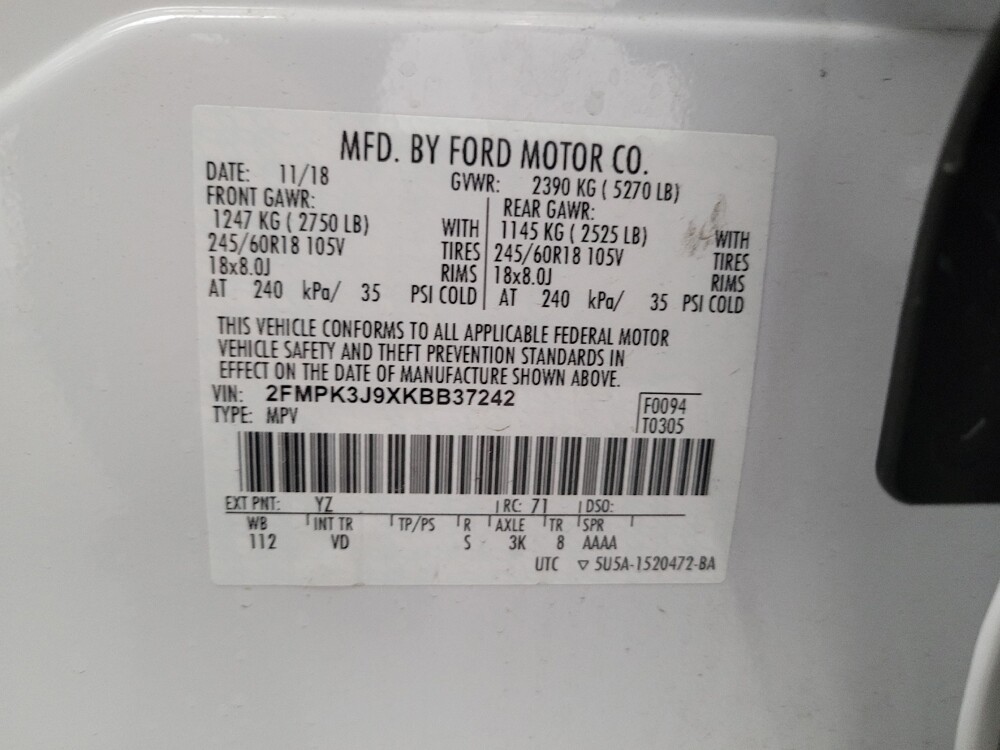 MFD. BY FORD MOTOR CO.
DATE: 11/18 GVWR: 2390 KG ( 5270 LB)
FRONT GAWR: REAR GAWR:
1247 KG ( 2750 LB) WITH 1145 KG ( 2525 LB) WITH
245/60R18 105V TIRES 245/60R18 105V TIRES
18x8.0J RIMS 18x8.0J RIMS
AT 240 kPa/ 35 PSI COLD AT 240 kPa/ 35 PSI COLD
THIS VEHICLE CONFORMS TO ALL APPLICABLE FEDERAL MOTOR
VEHICLE SAFETY AND THEFT PREVENTION STANDARDS IN
EFFECT ON THE DATE OF MANUFACTURE SHOWN ABOVE.
VIN: 2FMPK3J9XKBB37242 F0094
TYPE: MPV T0305
EXT PNT: YZ RC: 71 DSO:
WB INT TR TP/PS R AXLE TR SPR
112 VD S 3K 8 AAAA
UTC ▽ 5U5A-1520472-BA